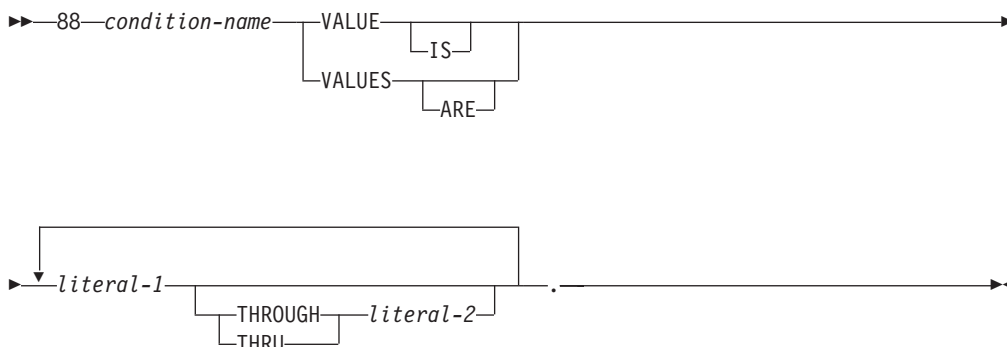 88 condition-name VALUE
IS
VALUES
ARE
literal-1 .
THROUGH literal-2
THRU